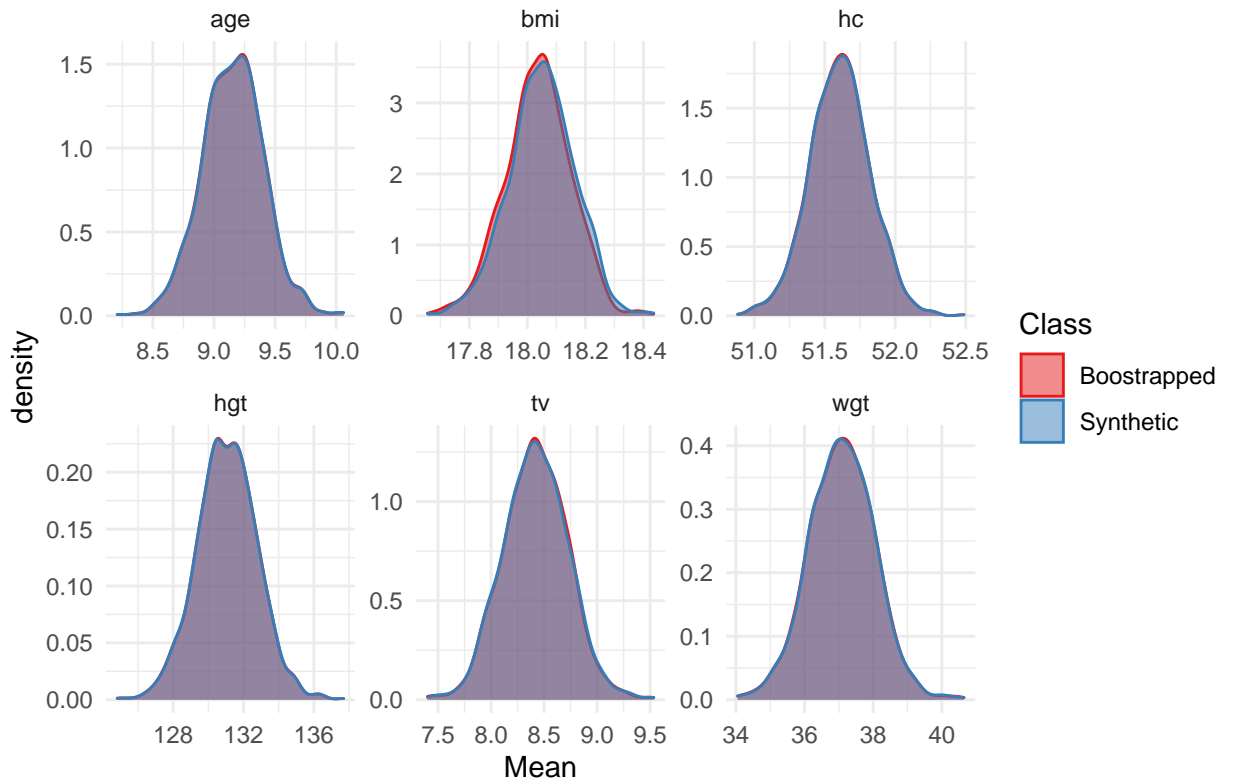 age bmi hc
1.5
1.0
0.5
0.0
8.5 9.0 9.5 10.0
3
2
1
0
17.8 18.0 18.2 18.4
1.5
1.0
0.5
0.0
51.0 51.5 52.0 52.5
density
Class
Boostrapped
Synthetic
hgt tv wgt
0.20
0.15
0.10
0.05
0.00
128 132 136
1.0
0.5
0.0
7.5 8.0 8.5 9.0 9.5
0.4
0.3
0.2
0.1
0.0
34 36 38 40
Mean